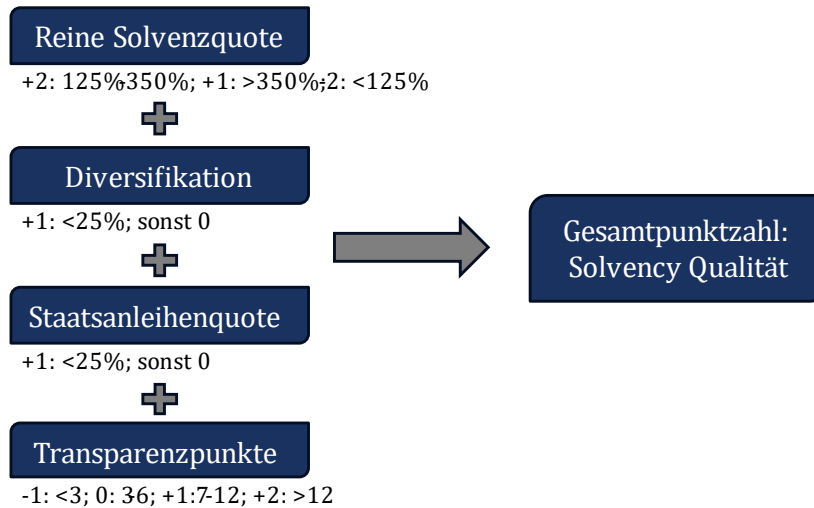 Reine Solvenzquote
+2: 125%-350%; +1: >350%;-2: <125%
Diversifikation
+1: <25%; sonst 0
Staatsanleihenquote
+1: <25%; sonst 0
Transparenzpunkte
-1: <3; 0: 3-6; +1:7-12; +2: >12
Gesamtpunktzahl:
Solvency Qualität